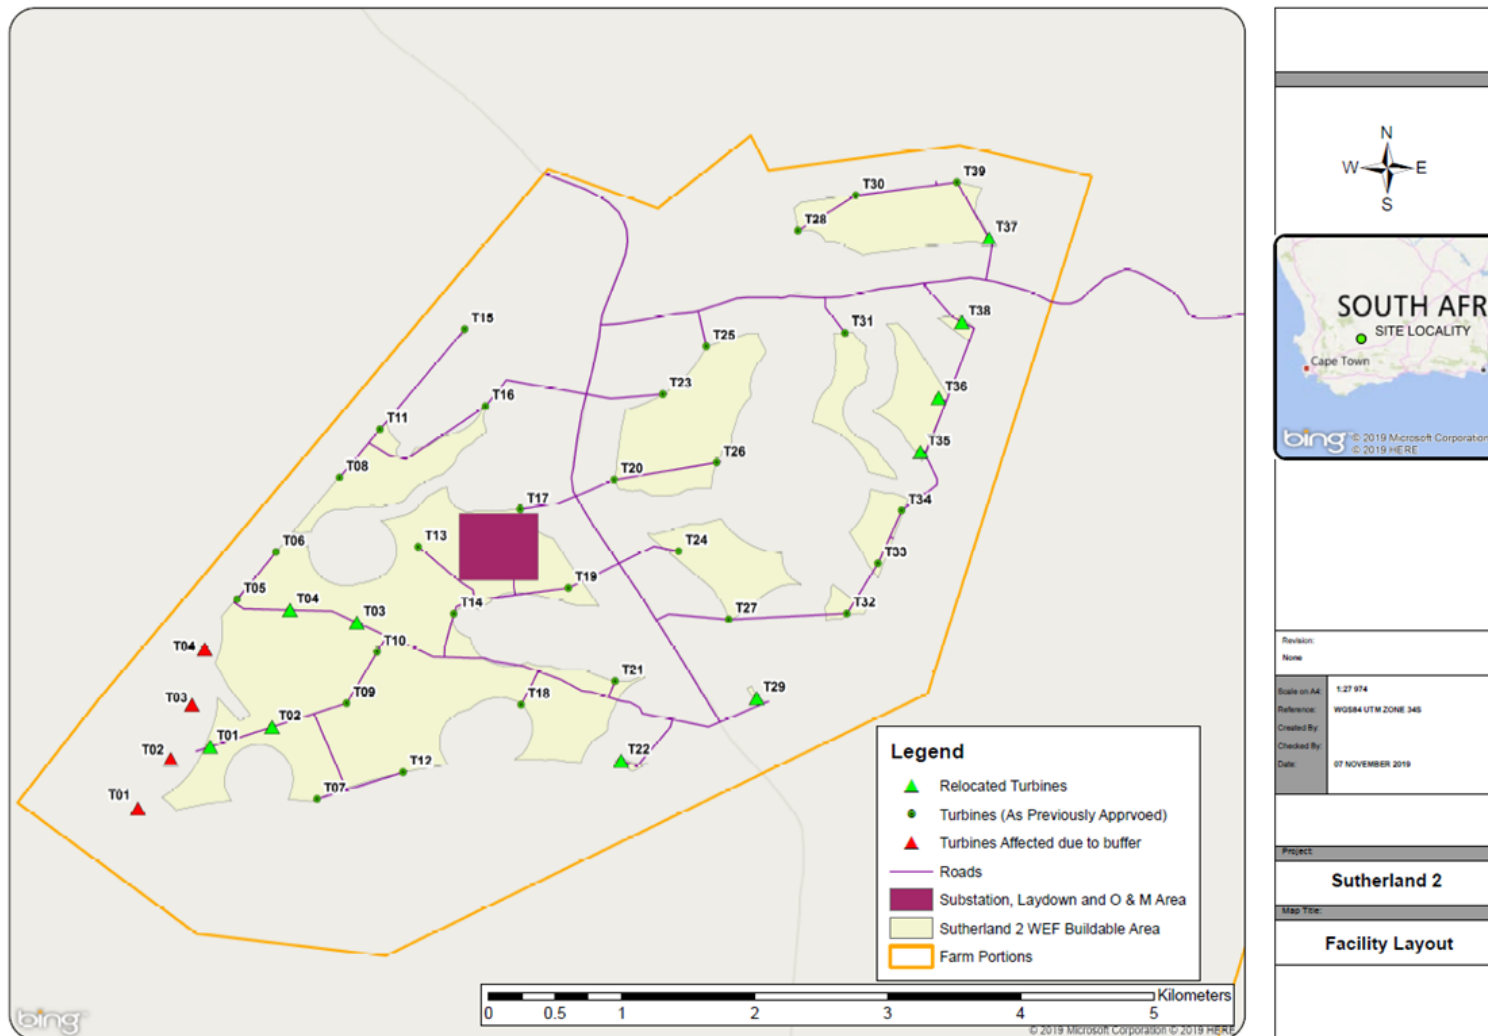 T39
T30
T28
T37
T15
T38
T31
T25
T23
T16
T36
T11
T35
T26
T08
T20
T17
T34
T13
T06
T24
T33
T05
T19
T04
T03
T14
T27
T32
T10
T04
T21
T03
T09
T18
T29
T02
T01
T02
T22
T12
T07
T01
Legend
Relocated Turbines
Turbines (As Previously Apprvoed)
Turbines Affected due to buffer
Roads
Substation, Laydown and O & M Area
Sutherland 2 WEF Buildable Area
Farm Portions
Kilometers
0 0.5 1 2 3 4 5
bing
© 2019 Microsoft Corporation © 2019 HERE
N
W E
S
SOUTH AFR
SITE LOCALITY
Cape Town
bing
© 2019 Microsoft Corporation
© 2019 HERE
Revision:
None
Scale on A4: 1:27 974
Reference: WGS84 UTM ZONE 34S
Created By:
Checked By:
Date: 07 NOVEMBER 2019
Project:
Sutherland 2
Map Title:
Facility Layout